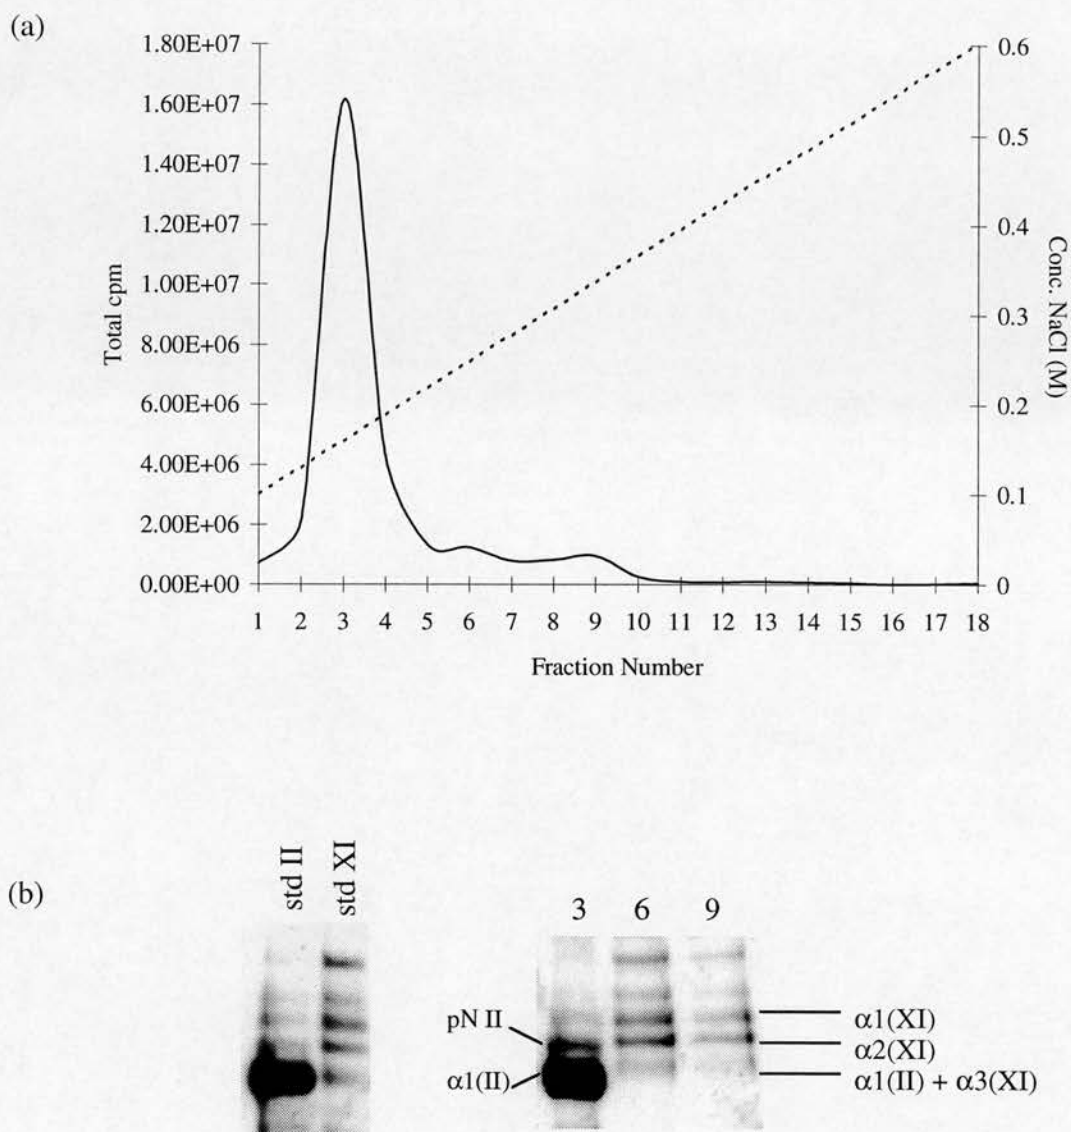 (a)
1.80E+07
1.60E+07
1.40E+07
1.20E+07
1.00E+07
8.00E+06
6.00E+06
4.00E+06
2.00E+06
0.00E+00
Total cpm
0.6
0.5
0.4
0.3
0.2
0.1
0
Conc. NaCl (M)
1 2 3 4 5 6 7 8 9 10 11 12 13 14 15 16 17 18
Fraction Number
(b)
std II
std XI
3 6 9
pN II
α1(II)
α1(XI)
α2(XI)
α1(II) + α3(XI)